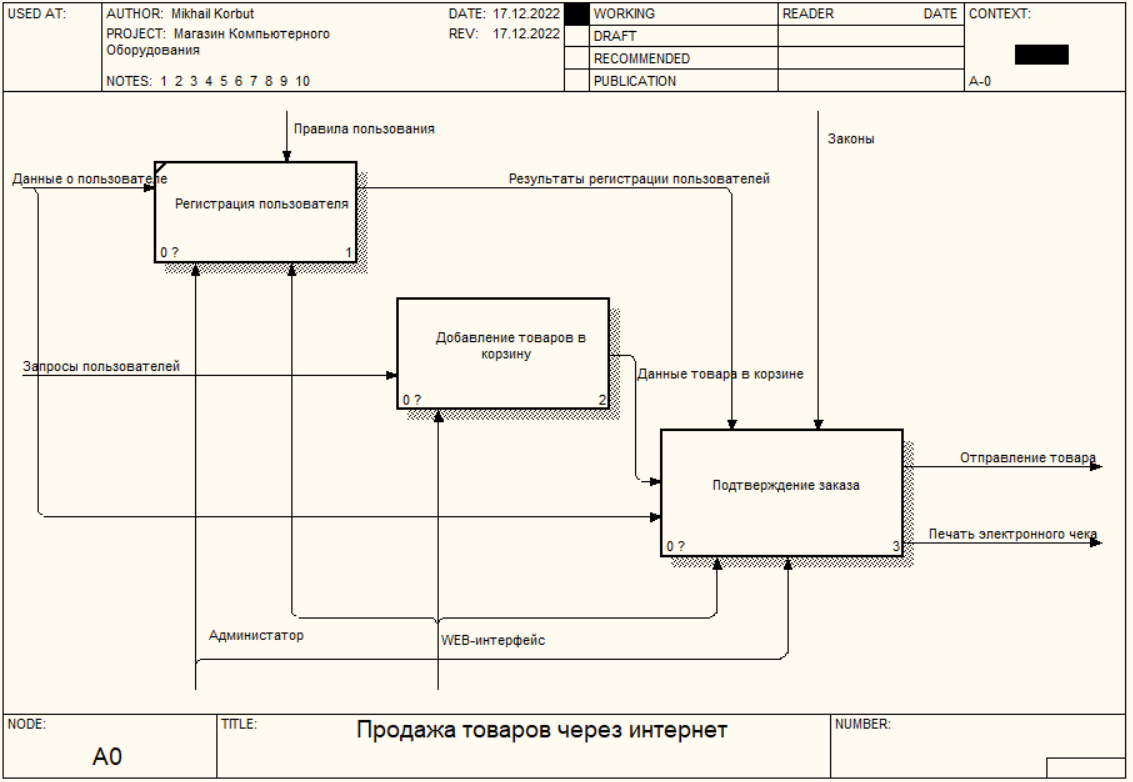 USED AT:
AUTHOR: Mikhail Korbut
DATE: 17.12.2022
WORKING
READER
DATE
CONTEXT:
PROJECT: Магазин Компьютерного
Оборудования
REV: 17.12.2022
DRAFT
RECOMMENDED
NOTES: 1 2 3 4 5 6 7 8 9 10
PUBLICATION
A-0
Правила пользования
Законы
Данные о пользователе
Результаты регистрации пользователей
Регистрация пользователя
0 ?
1
Добавление товаров в
корзину
Запросы пользователей
Данные товара в корзине
0 ?
2
Отправление товара
Подтверждение заказа
Печать электронного чека
0 ?
3
Администатор
WEB-интерфейс
NODE:
TITLE:
Продажа товаров через интернет
NUMBER:
A0